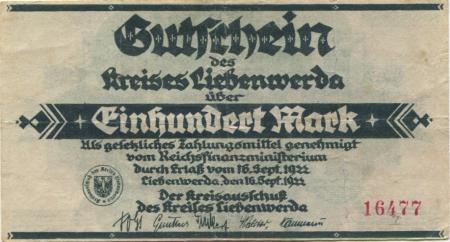 Gutschein
des
Kreises Liebenwerda
über
Einhundert Mark
Als gesetzliches Zahlungsmittel genehmigt
vom Reichsfinanzministerium
durch Erlaß vom 16. Sept. 1922
Liebenwerda, den 16. Sept. 1922
Der Kreisausschuß
des Kreises Liebenwerda
16477